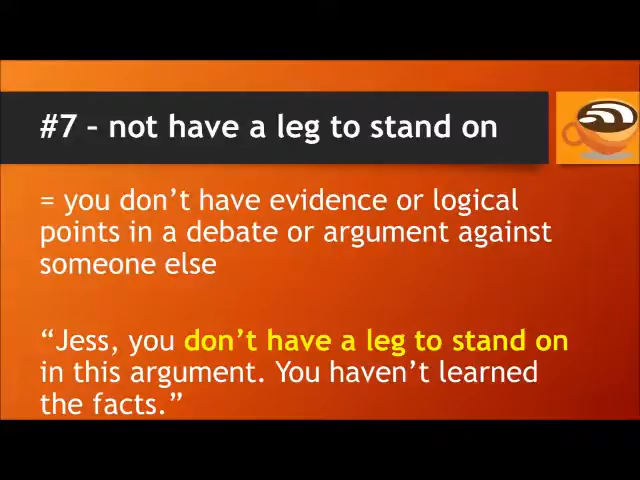 #7 – not have a leg to stand on
= you don’t have evidence or logical
points in a debate or argument against
someone else
“Jess, you don’t have a leg to stand on
in this argument. You haven’t learned
the facts.”